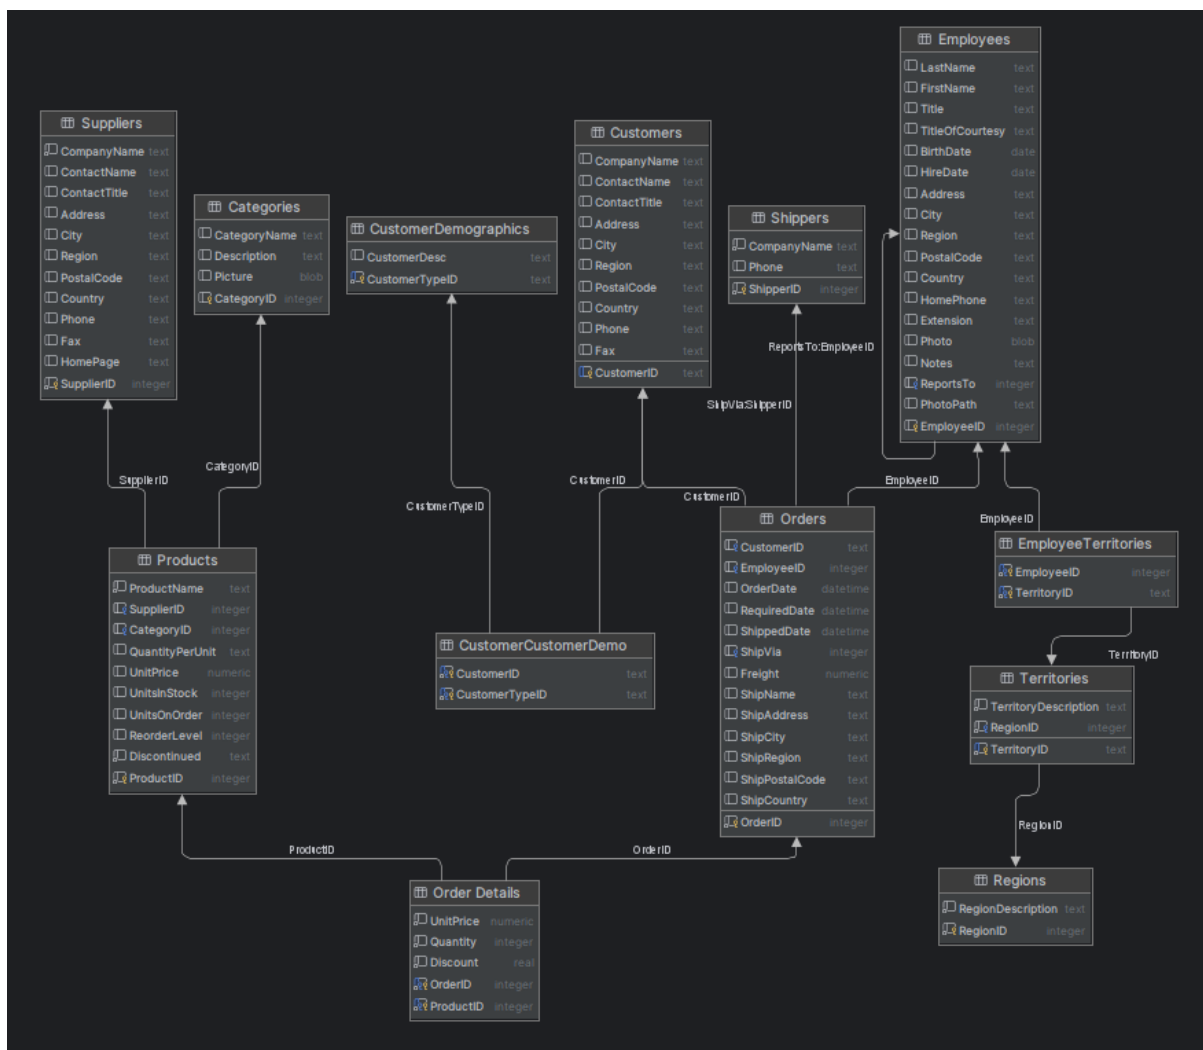 Employees
LastName text
FirstName text
Title text
TitleOfCourtesy text
BirthDate date
HireDate date
Address text
City text
Region text
PostalCode text
Country text
HomePhone text
Extension text
Photo blob
Notes text
ReportsTo integer
PhotoPath text
EmployeeID integer
Suppliers
CompanyName text
ContactName text
ContactTitle text
Address text
City text
Region text
PostalCode text
Country text
Phone text
Fax text
HomePage text
SupplierID integer
Categories
CategoryName text
Description text
Picture blob
CategoryID integer
CustomerDemographics
CustomerDesc text
CustomerTypeID text
Customers
CompanyName text
ContactName text
ContactTitle text
Address text
City text
Region text
PostalCode text
Country text
Phone text
Fax text
CustomerID text
Shippers
CompanyName text
Phone text
ShipperID integer
ReportsTo:EmployeeID
ShipVia:ShipperID
SupplierID
CategoryID
CustomerTypeID
CustomerID
CustomerID
EmployeeID
EmployeeID
Products
ProductName text
SupplierID integer
CategoryID integer
QuantityPerUnit text
UnitPrice numeric
UnitsInStock integer
UnitsOnOrder integer
ReorderLevel integer
Discontinued text
ProductID integer
CustomerCustomerDemo
CustomerID text
CustomerTypeID text
Orders
CustomerID text
EmployeeID integer
OrderDate datetime
RequiredDate datetime
ShippedDate datetime
ShipVia integer
Freight numeric
ShipName text
ShipAddress text
ShipCity text
ShipRegion text
ShipPostalCode text
ShipCountry text
OrderID integer
EmployeeTerritories
EmployeeID integer
TerritoryID text
TerritoryID
Territories
TerritoryDescription text
RegionID integer
TerritoryID text
RegionID
Regions
RegionDescription text
RegionID integer
ProductID
OrderID
Order Details
UnitPrice numeric
Quantity integer
Discount real
OrderID integer
ProductID integer